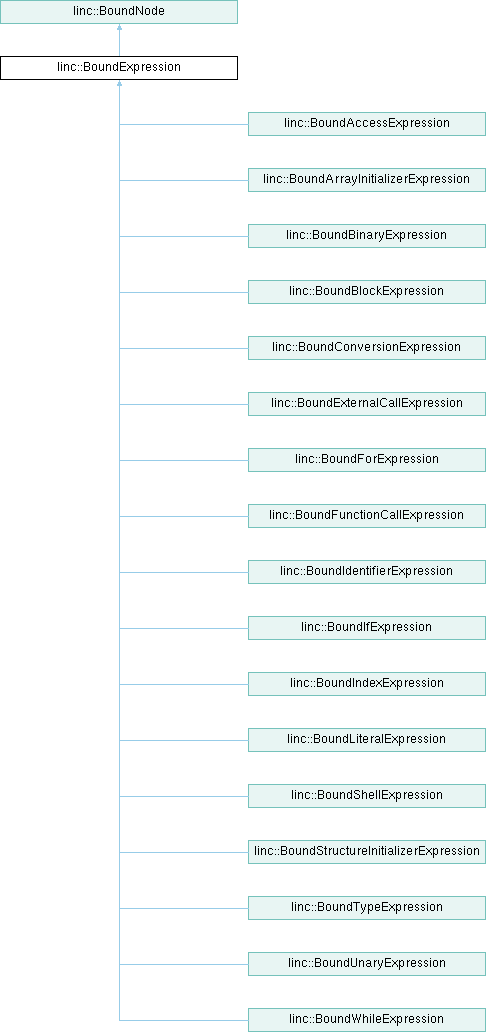 linc::BoundNode
linc::BoundExpression
linc::BoundAccessExpression
linc::BoundArrayInitializerExpression
linc::BoundBinaryExpression
linc::BoundBlockExpression
linc::BoundConversionExpression
linc::BoundExternalCallExpression
linc::BoundForExpression
linc::BoundFunctionCallExpression
linc::BoundIdentifierExpression
linc::BoundIfExpression
linc::BoundIndexExpression
linc::BoundLiteralExpression
linc::BoundShellExpression
linc::BoundStructureInitializerExpression
linc::BoundTypeExpression
linc::BoundUnaryExpression
linc::BoundWhileExpression